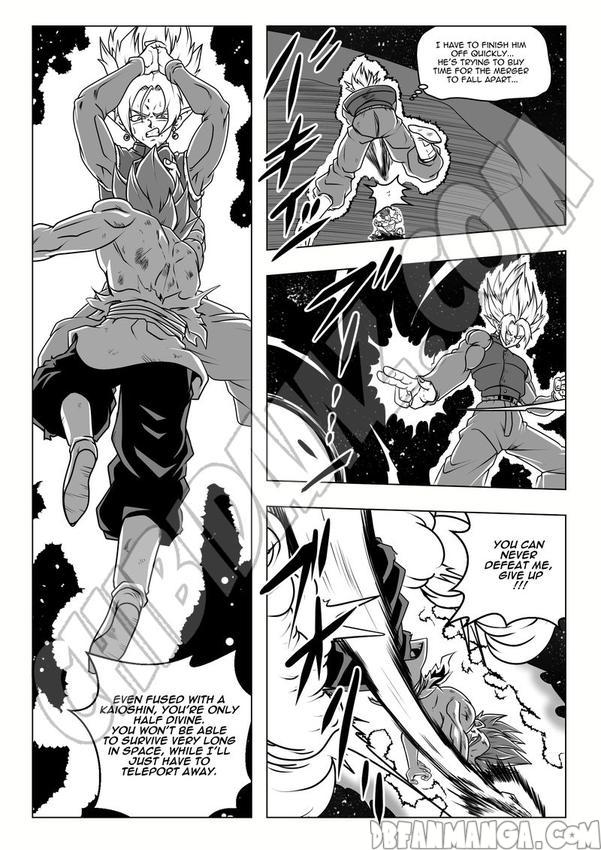 EVEN FUSED WITH A
KAIOSHIN, YOU'RE ONLY
HALF DIVINE.
YOU WON'T BE ABLE
TO SURVIVE VERY LONG
IN SPACE, WHILE I'LL
JUST HAVE TO
TELEPORT AWAY.
I HAVE TO FINISH HIM
OFF QUICKLY...
HE'S TRYING TO BUY
TIME FOR THE MERGER
TO FALL APART...
YOU CAN
NEVER
DEFEAT ME,
GIVE UP
!!!
DBFANMANGA.COM